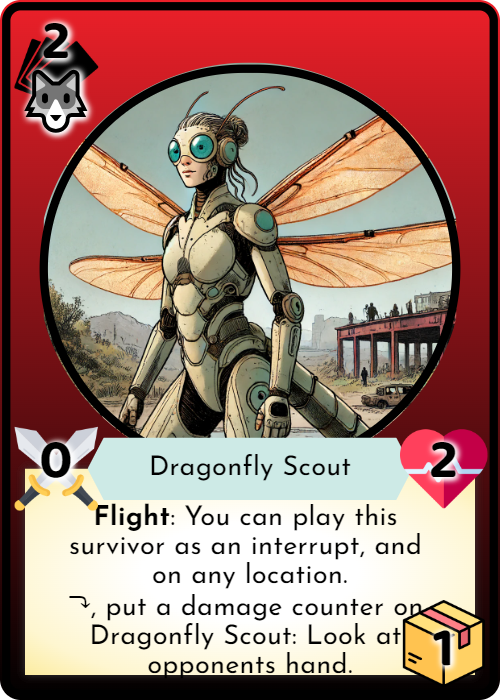 2
0
Dragonfly Scout
2
Flight: You can play this
survivor as an interrupt, and
on any location.
⤵, put a damage counter on
Dragonfly Scout: Look at
opponents hand.
1